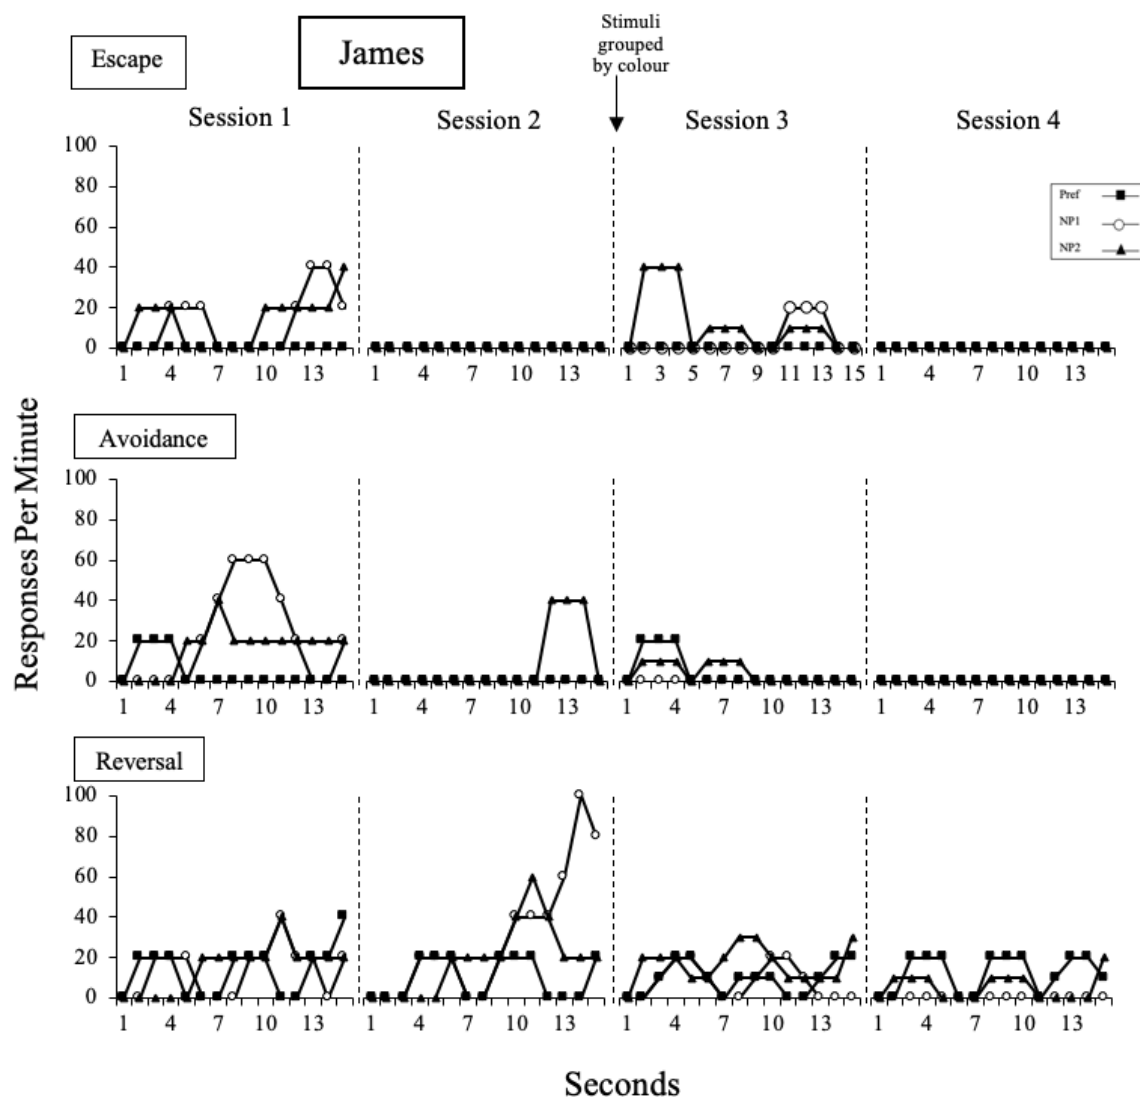 James
Stimuli
grouped
by colour
Escape
Session 1 Session 2 Session 3 Session 4
100
80
60
40
20
0
Pref
NP1
NP2
1 4 7 10 13 1 4 7 10 13 1 3 5 7 9 11 13 15 1 4 7 10 13
Responses Per Minute
Avoidance
100
80
60
40
20
0
1 4 7 10 13 1 4 7 10 13 1 4 7 10 13 1 4 7 10 13
Reversal
100
80
60
40
20
0
1 4 7 10 13 1 4 7 10 13 1 4 7 10 13 1 4 7 10 13
Seconds